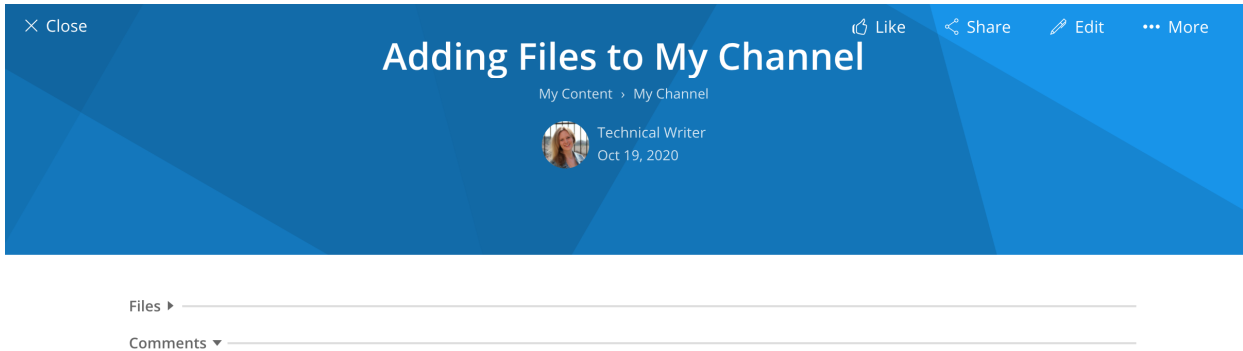 Close
Like
Share
Edit
More
Adding Files to My Channel
My Content › My Channel
Technical Writer
Oct 19, 2020
Files
Comments